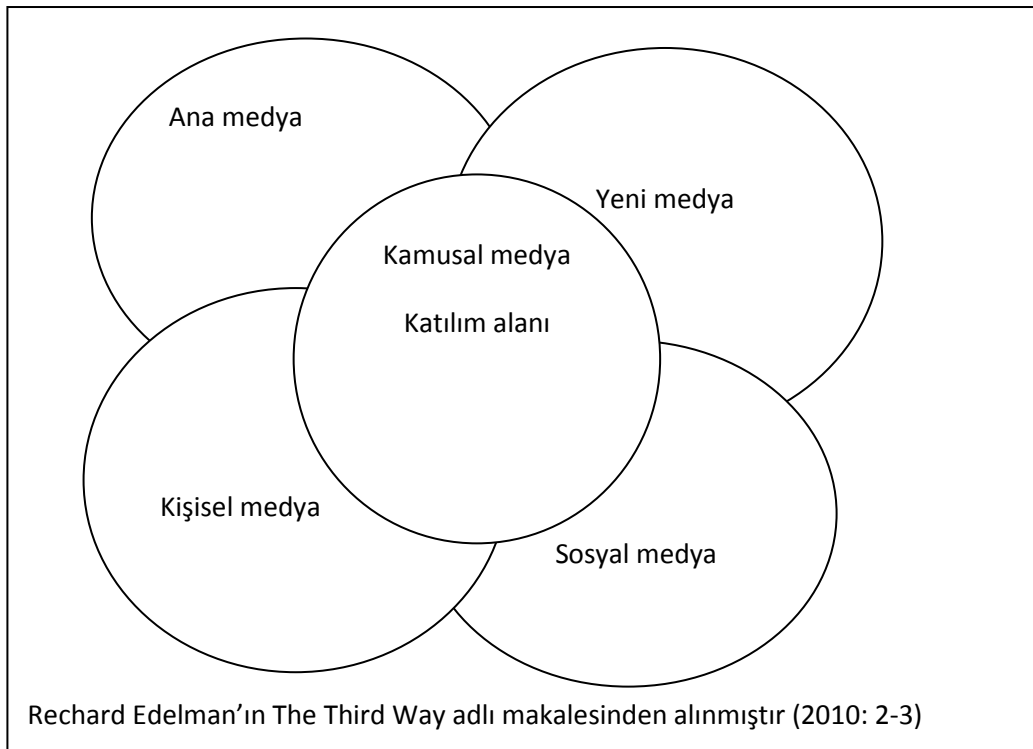 Ana medya
Yeni medya
Kamusal medya
Katılım alanı
Kişisel medya
Sosyal medya
Rechard Edelman’ın The Third Way adlı makalesinden alınmıştır (2010: 2-3)